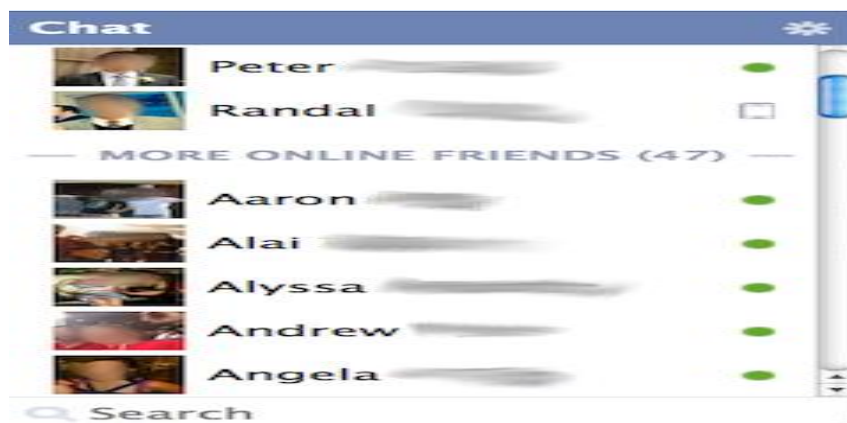 Chat
Peter
Randal
MORE ONLINE FRIENDS (47)
Aaron
Alai
Alyssa
Andrew
Angela
Search